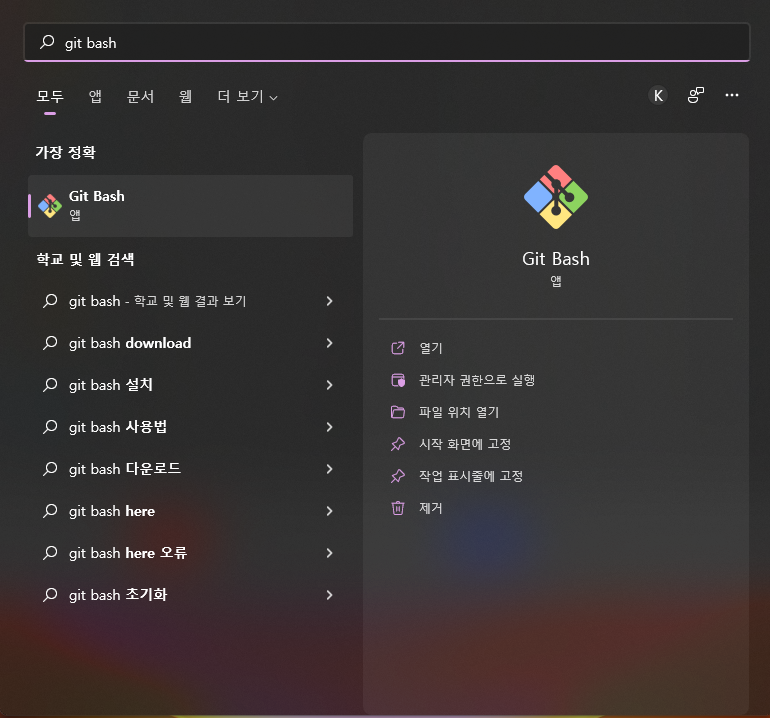 git bash
모두 앱 문서 웹 더 보기
K
가장 정확
Git Bash
앱
학교 및 웹 검색
git bash - 학교 및 웹 결과 보기
git bash download
git bash 설치
git bash 사용법
git bash 다운로드
git bash here
git bash here 오류
git bash 초기화
Git Bash
앱
열기
관리자 권한으로 실행
파일 위치 열기
시작 화면에 고정
작업 표시줄에 고정
제거